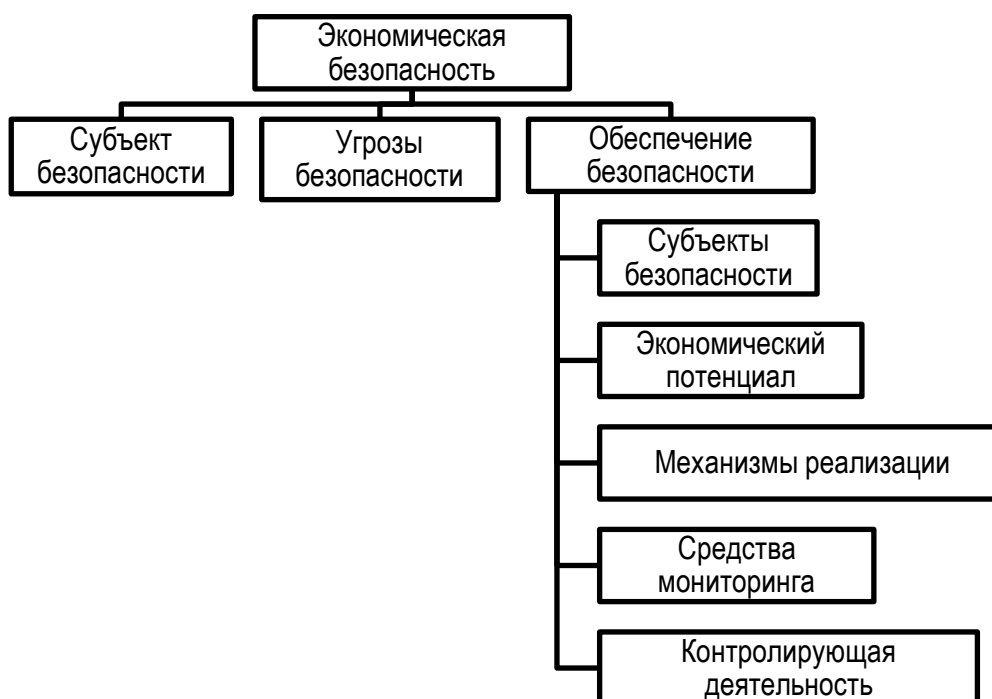 Экономическая
безопасность
Субъект
безопасности
Угрозы
безопасности
Обеспечение
безопасности
Субъекты
безопасности
Экономический
потенциал
Механизмы реализации
Средства
мониторинга
Контролирующая
деятельность